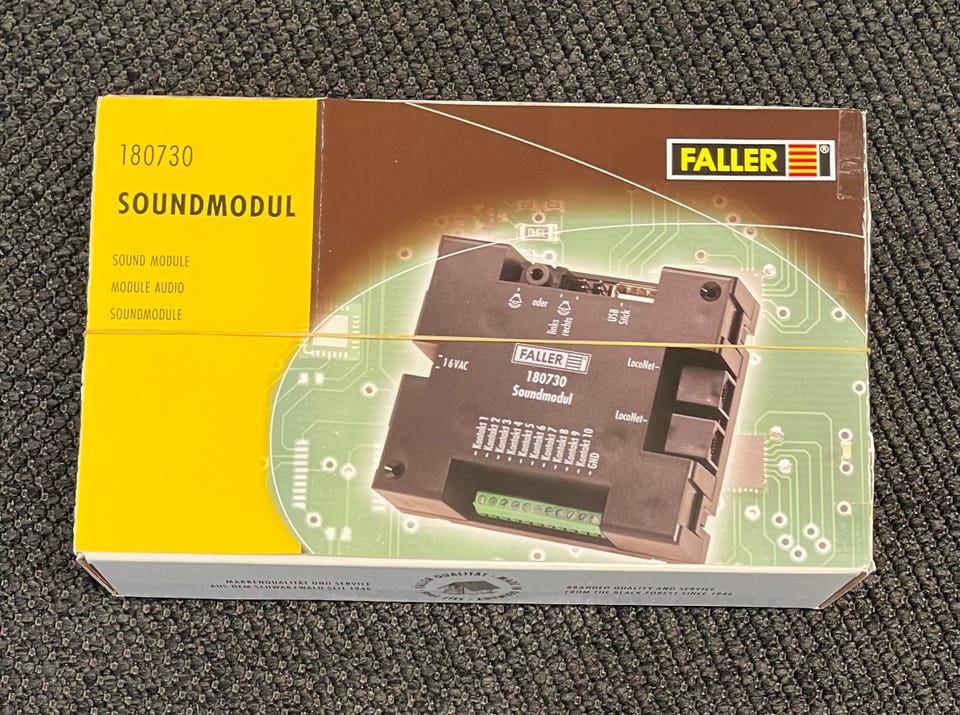 180730
SOUNDMODUL
SOUND MODULE
MODULE AUDIO
SOUNDMODULE
FALLER®
oder
links
rechts
USB
Stick
16VAC
FALLER
180730
Soundmodul
LocoNet
LocoNet
Kontakt 1
Kontakt 2
Kontakt 3
Kontakt 4
Kontakt 5
Kontakt 6
Kontakt 7
Kontakt 8
Kontakt 9
Kontakt 10
GND
MARKENQUALITÄT UND SERVICE
AUS DEM SCHWARZWALD SEIT 1946
BRANDED QUALITY AND SERVICE
FROM THE BLACK FOREST SINCE 1946